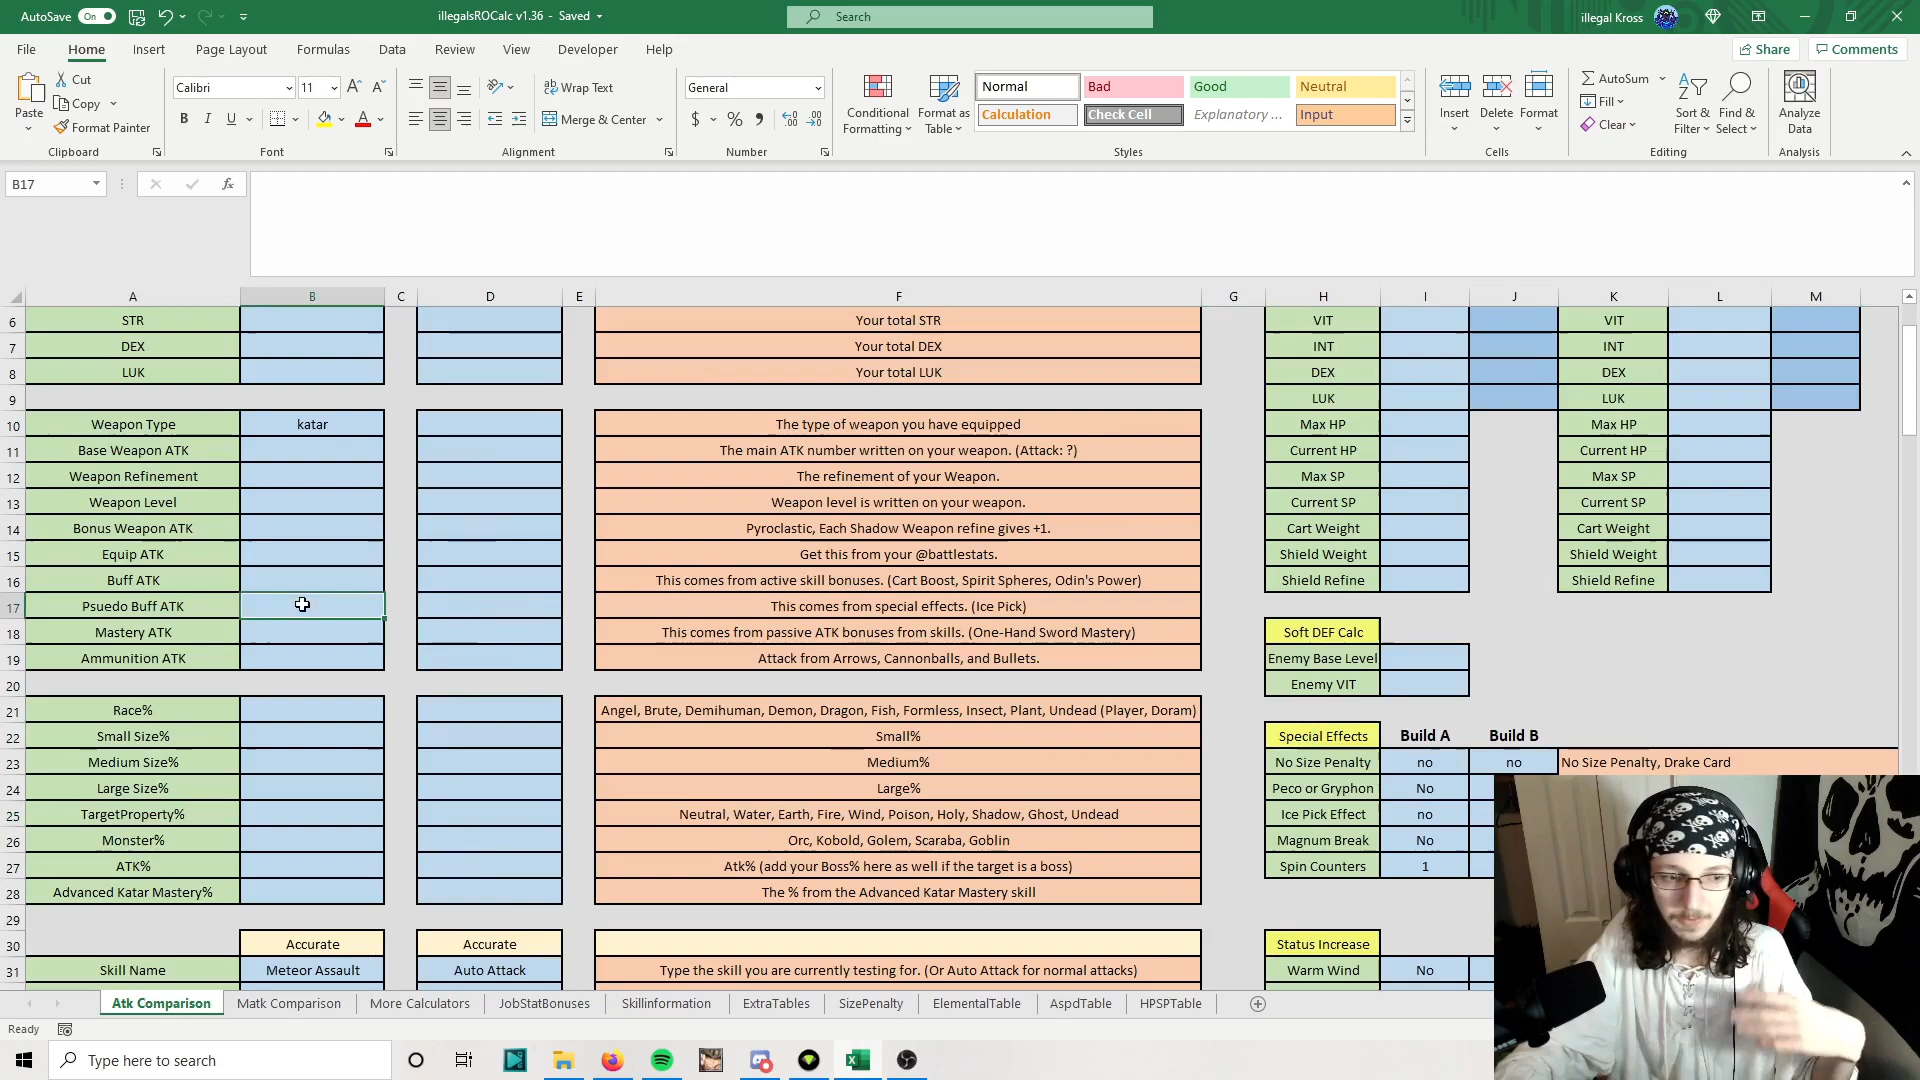 AutoSave On illegalsROCalc v1.36 - Saved Search illegal Kross
File Home Insert Page Layout Formulas Data Review View Developer Help Share Comments
Paste Cut Copy Format Painter Clipboard
Calibri 11 B I U Font
Wrap Text Merge & Center Alignment
General $ % Number
Conditional Formatting Format as Table
Normal Bad Good Neutral
Calculation Check Cell Explanatory ... Input
Styles
Insert Delete Format Cells
AutoSum Fill Clear Sort & Filter Find & Select Editing
Analyze Data Analysis
B17 fx
A B C D E F G H I J K L M
6 STR Your total STR VIT VIT
7 DEX Your total DEX INT INT
8 LUK Your total LUK DEX DEX
9 LUK LUK
10 Weapon Type katar The type of weapon you have equipped Max HP Max HP
11 Base Weapon ATK The main ATK number written on your weapon. (Attack: ?) Current HP Current HP
12 Weapon Refinement The refinement of your Weapon. Max SP Max SP
13 Weapon Level Weapon level is written on your weapon. Current SP Current SP
14 Bonus Weapon ATK Pyroclastic, Each Shadow Weapon refine gives +1. Cart Weight Cart Weight
15 Equip ATK Get this from your @battlestats. Shield Weight Shield Weight
16 Buff ATK This comes from active skill bonuses. (Cart Boost, Spirit Spheres, Odin's Power) Shield Refine Shield Refine
17 Psuedo Buff ATK This comes from special effects. (Ice Pick)
18 Mastery ATK This comes from passive ATK bonuses from skills. (One-Hand Sword Mastery) Soft DEF Calc
19 Ammunition ATK Attack from Arrows, Cannonballs, and Bullets. Enemy Base Level
20 Enemy VIT
21 Race% Angel, Brute, Demihuman, Demon, Dragon, Fish, Formless, Insect, Plant, Undead (Player, Doram)
22 Small Size% Small% Special Effects Build A Build B
23 Medium Size% Medium% No Size Penalty no no No Size Penalty, Drake Card
24 Large Size% Large% Peco or Gryphon No
25 TargetProperty% Neutral, Water, Earth, Fire, Wind, Poison, Holy, Shadow, Ghost, Undead Ice Pick Effect no
26 Monster% Orc, Kobold, Golem, Scaraba, Goblin Magnum Break No
27 ATK% Atk% (add your Boss% here as well if the target is a boss) Spin Counters 1
28 Advanced Katar Mastery% The % from the Advanced Katar Mastery skill
29
30 Accurate Accurate Status Increase
31 Skill Name Meteor Assault Auto Attack Type the skill you are currently testing for. (Or Auto Attack for normal attacks) Warm Wind No
Atk Comparison Matk Comparison More Calculators JobStatBonuses Skillinformation ExtraTables SizePenalty ElementalTable AspdTable HPSPTable
Ready
Type here to search